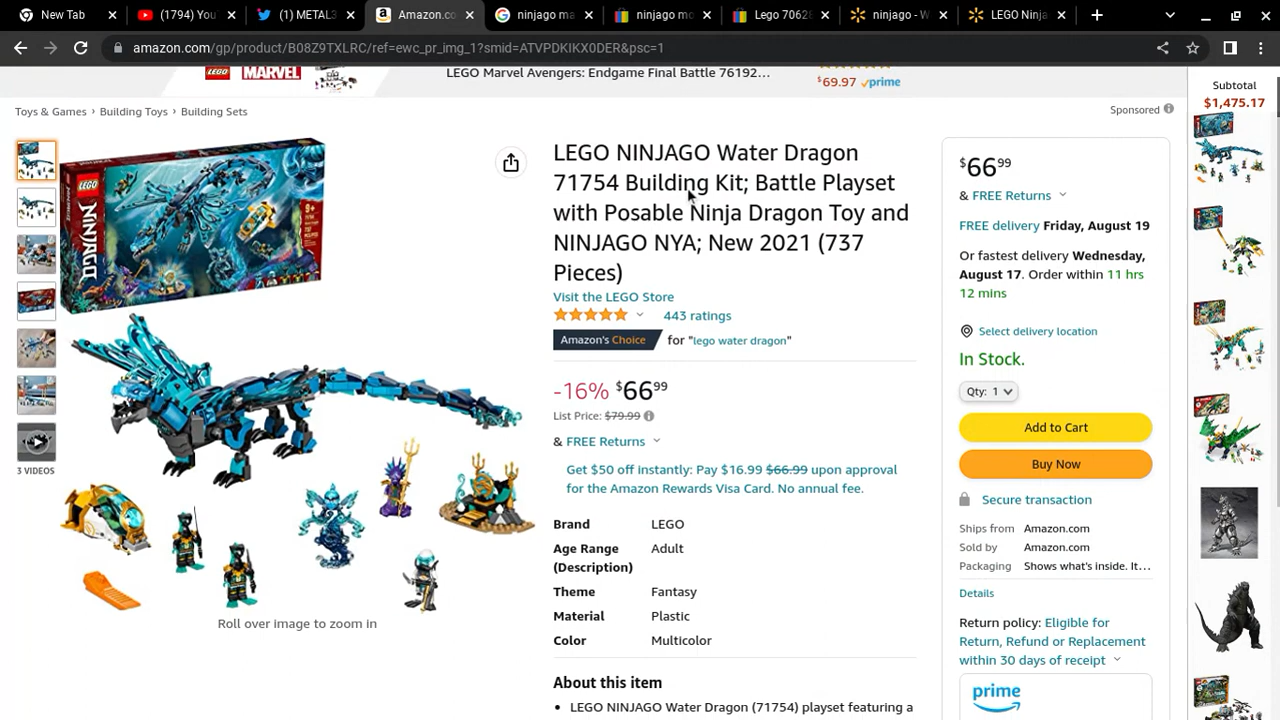 New Tab
(1794) You
(1) METAL3
Amazon.co
ninjago ma
ninjago mo
Lego 70628
ninjago - W
LEGO Ninja
amazon.com/gp/product/B08Z9TXLRC/ref=ewc_pr_img_1?smid=ATVPDKIKX0DER&psc=1
LEGO MARVEL
LEGO Marvel Avengers: Endgame Final Battle 76192...
$69.97 prime
Toys & Games › Building Toys › Building Sets
Sponsored
LEGO NINJAGO Water Dragon
71754 Building Kit; Battle Playset
with Posable Ninja Dragon Toy and
NINJAGO NYA; New 2021 (737
Pieces)
Visit the LEGO Store
443 ratings
Amazon's Choice for "lego water dragon"
-16% $66 99
List Price: $79.99
& FREE Returns
Get $50 off instantly: Pay $16.99 $66.99 upon approval
for the Amazon Rewards Visa Card. No annual fee.
Brand LEGO
Age Range Adult
(Description)
Theme Fantasy
Material Plastic
Color Multicolor
About this item
• LEGO NINJAGO Water Dragon (71754) playset featuring a
LEGO
NINJAGO
9+
3 VIDEOS
Roll over image to zoom in
$66 99
& FREE Returns
FREE delivery Friday, August 19
Or fastest delivery Wednesday,
August 17. Order within 11 hrs
12 mins
Select delivery location
In Stock.
Qty: 1
Add to Cart
Buy Now
Secure transaction
Ships from Amazon.com
Sold by Amazon.com
Packaging Shows what's inside. It...
Details
Return policy: Eligible for
Return, Refund or Replacement
within 30 days of receipt
prime
Subtotal
$1,475.17